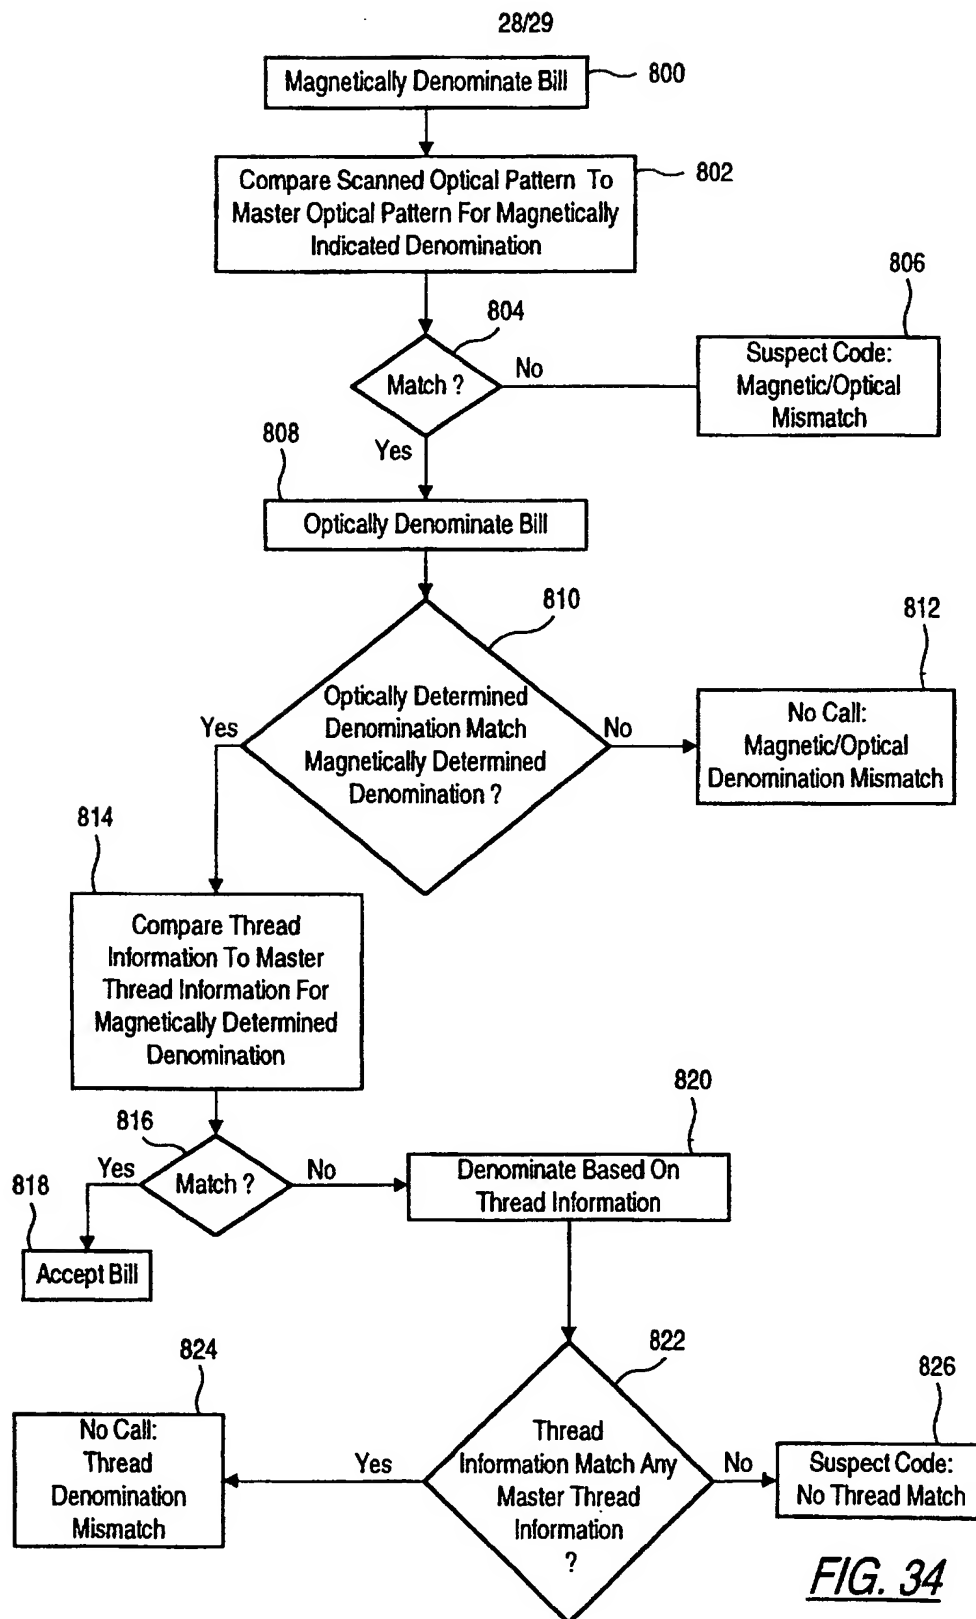 28/29
Magnetically Denominate Bill
800
Compare Scanned Optical Pattern To
Master Optical Pattern For Magnetically
Indicated Denomination
802
804
Match ?
No
Yes
806
Suspect Code:
Magnetic/Optical
Mismatch
808
Optically Denominate Bill
810
Optically Determined
Denomination Match
Magnetically Determined
Denomination ?
Yes
No
812
No Call:
Magnetic/Optical
Denomination Mismatch
814
Compare Thread
Information To Master
Thread Information For
Magnetically Determined
Denomination
816
Match ?
Yes
No
818
Accept Bill
820
Denominate Based On
Thread Information
822
Thread
Information Match Any
Master Thread
Information
?
Yes
No
824
No Call:
Thread
Denomination
Mismatch
826
Suspect Code:
No Thread Match
FIG. 34